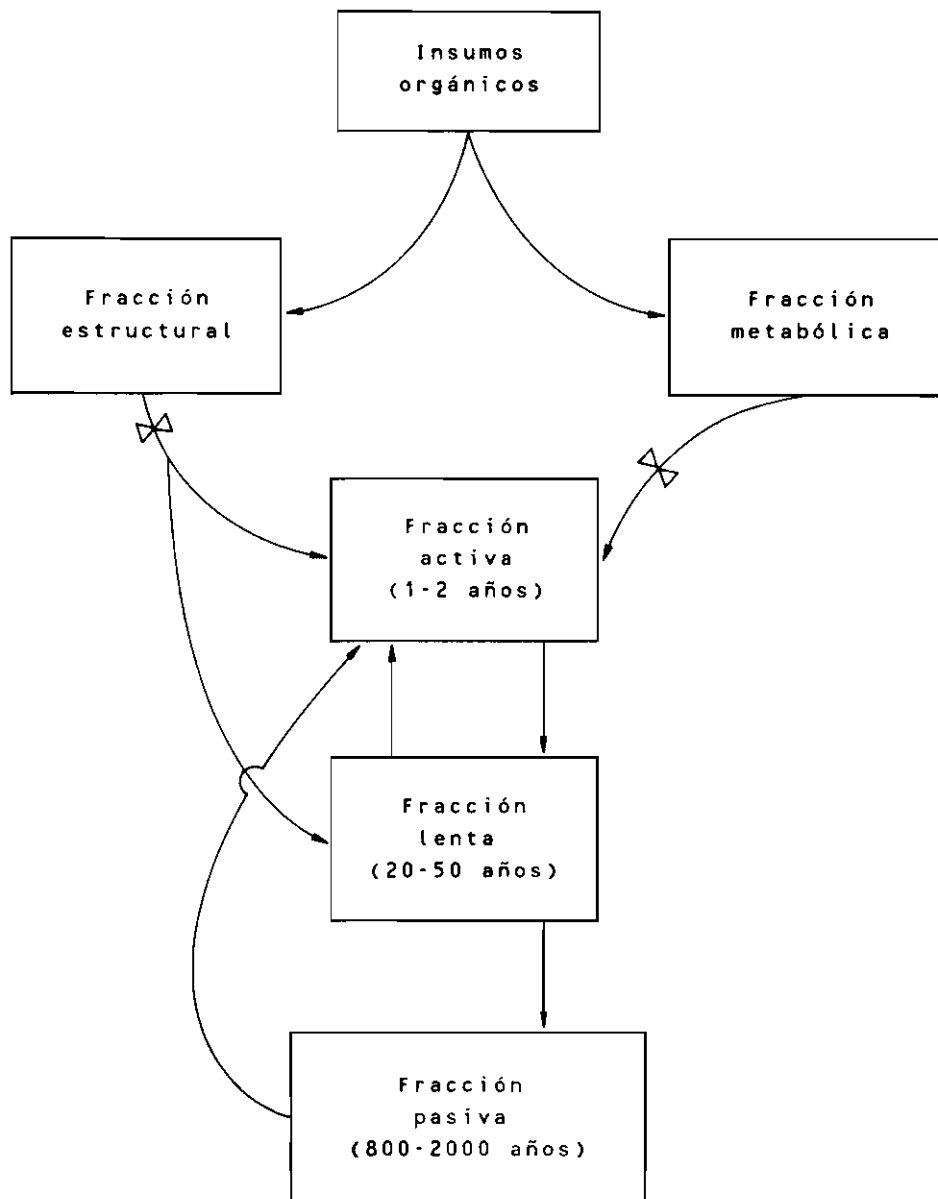 Insumos
orgánicos
Fracción
estructural
Fracción
metabólica
Fracción
activa
(1-2 años)
Fracción
lenta
(20-50 años)
Fracción
pasiva
(800-2000 años)